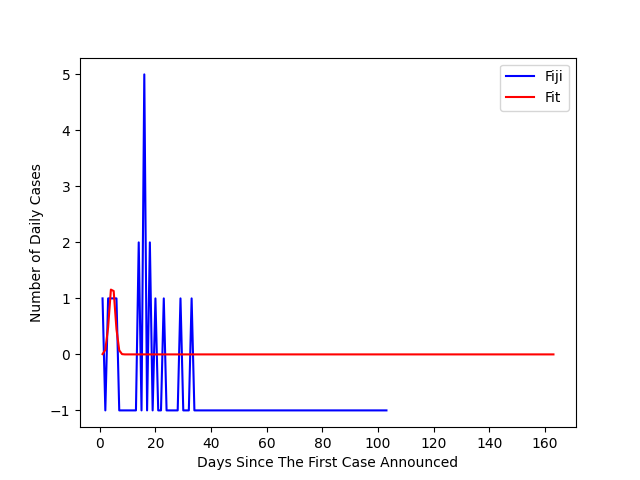 Fiji
Fit
5
4
3
2
1
0
−1
Number of Daily Cases
0 20 40 60 80 100 120 140 160
Days Since The First Case Announced